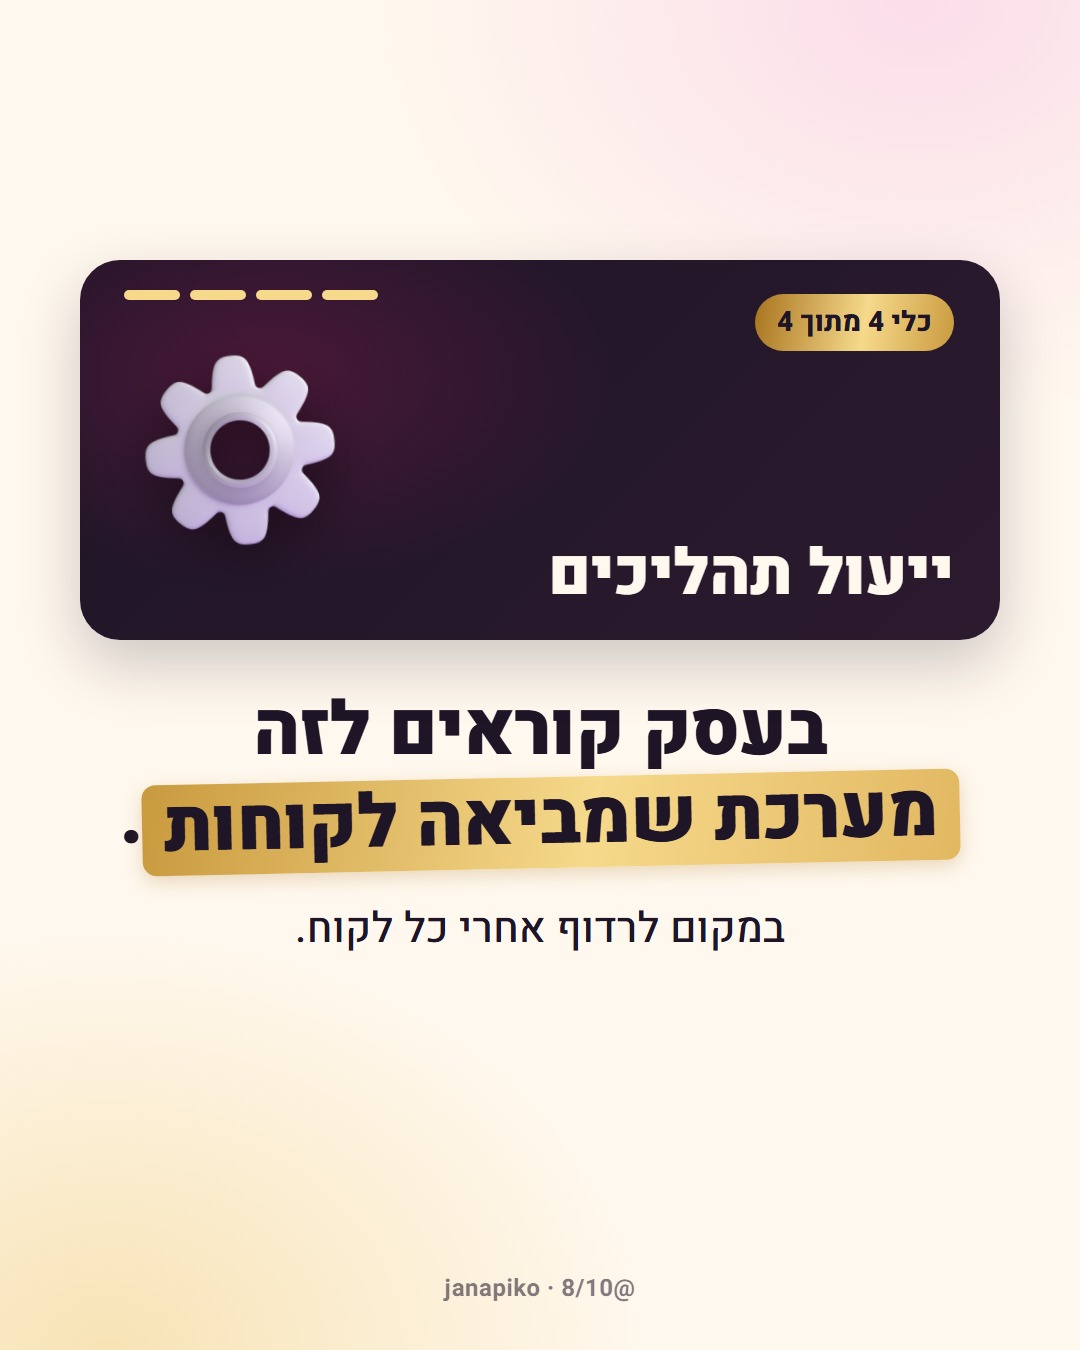 כלי 4 מתוך 4
ייעול תהליכים
בעסק קוראים לזה
מערכת שמביאה לקוחות.
במקום לרדוף אחרי כל לקוח.
janapiko · 8/10@